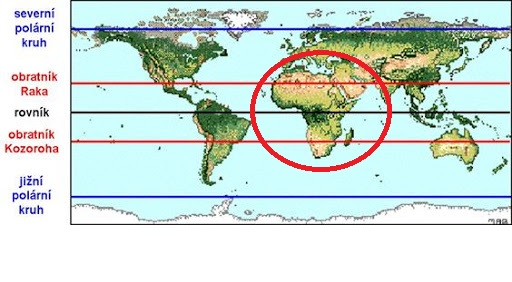 severní
polární
kruh
obratník
Raka
rovník
obratník
Kozoroha
jižní
polární
kruh